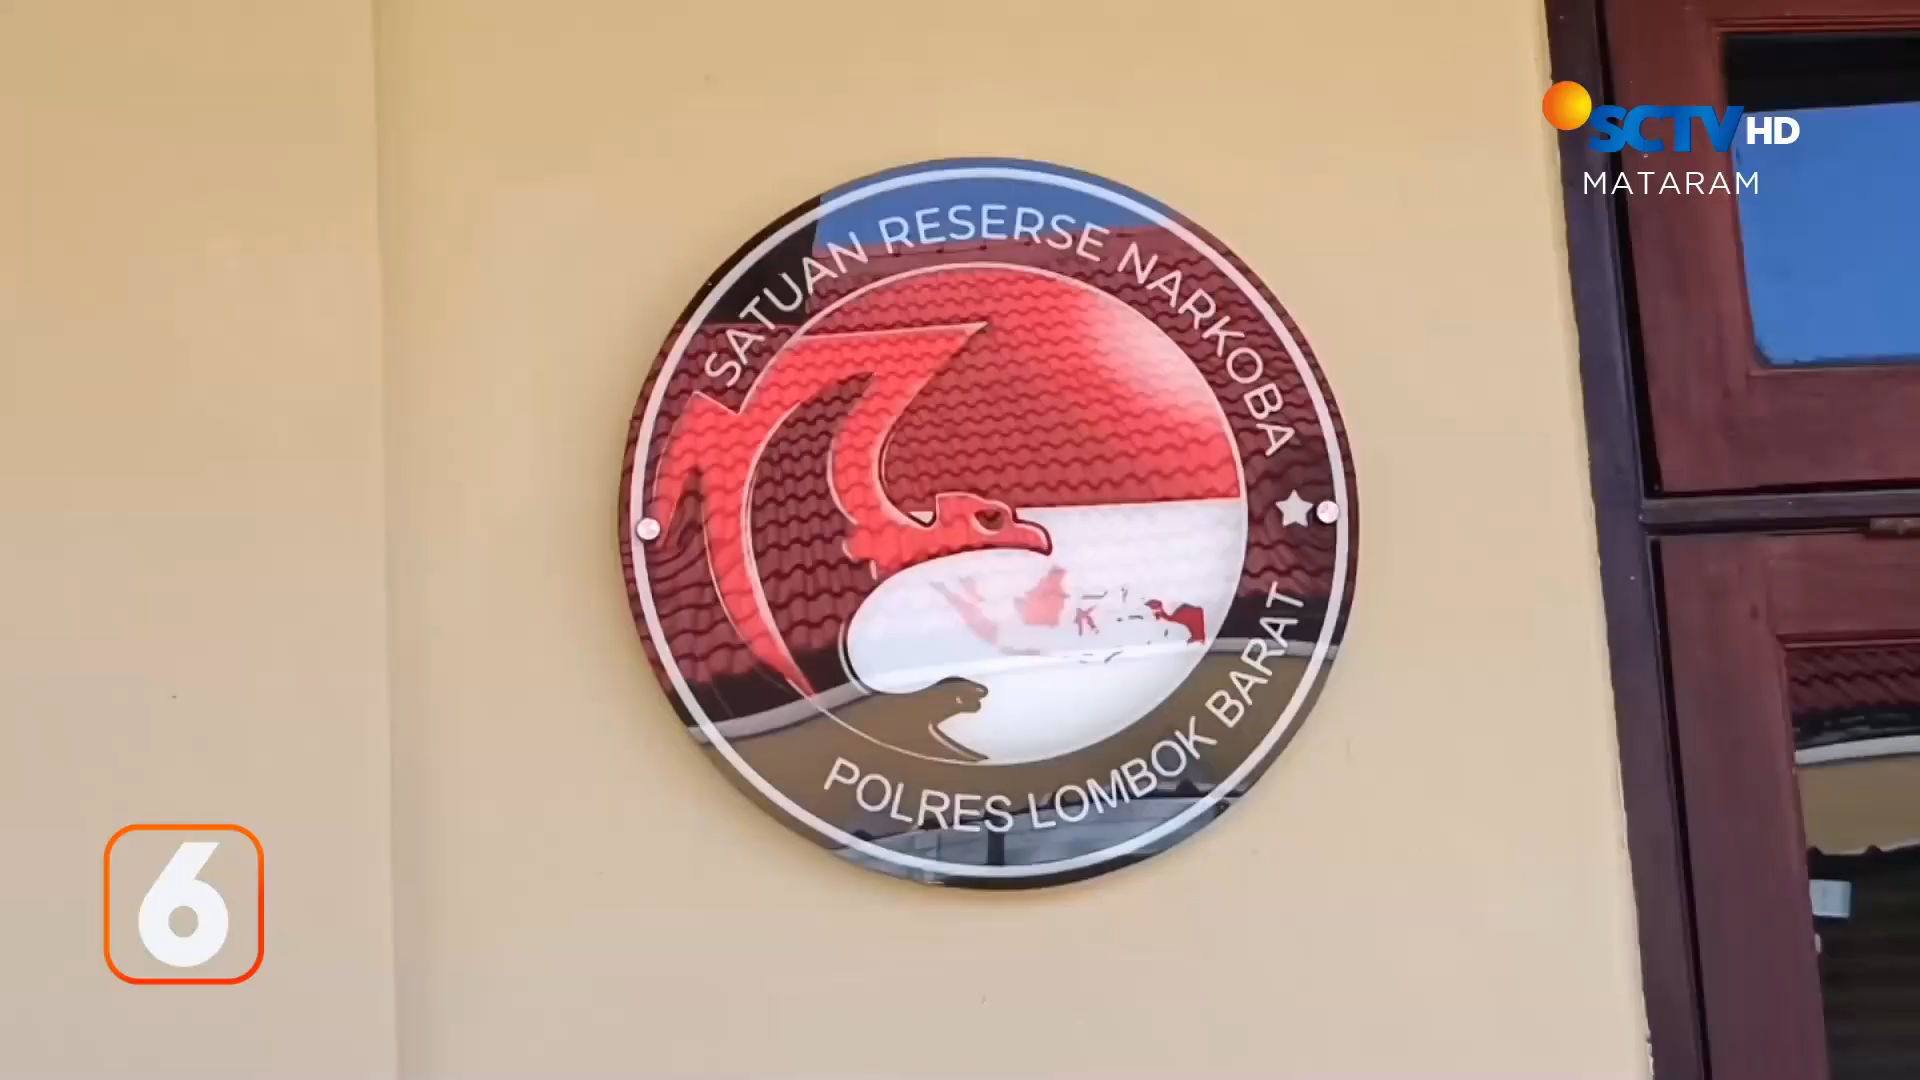 SCTV HD
MATARAM
SATUAN RESERSE NARKOBA
POLRES LOMBOK BARAT
6